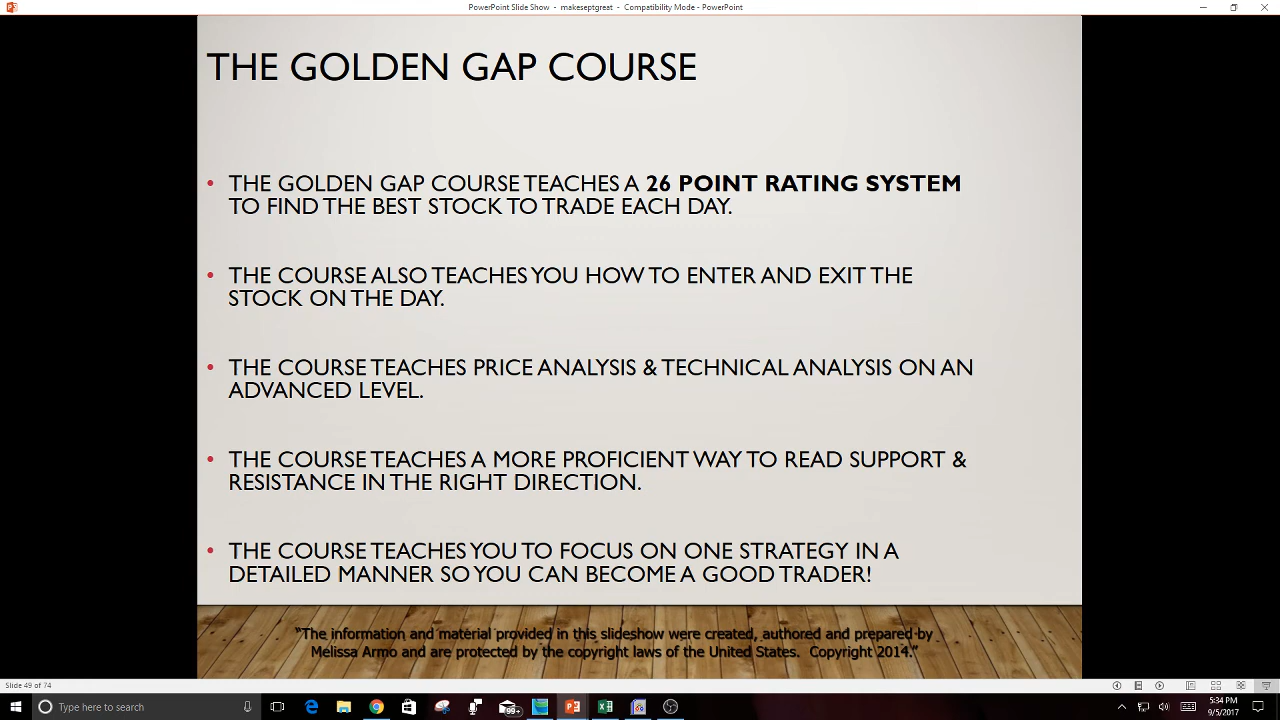 PowerPoint Slide Show - makeseptgreat - Compatibility Mode - PowerPoint
THE GOLDEN GAP COURSE
• THE GOLDEN GAP COURSE TEACHES A 26 POINT RATING SYSTEM
TO FIND THE BEST STOCK TO TRADE EACH DAY.
• THE COURSE ALSO TEACHES YOU HOW TO ENTER AND EXIT THE
STOCK ON THE DAY.
• THE COURSE TEACHES PRICE ANALYSIS & TECHNICAL ANALYSIS ON AN
ADVANCED LEVEL.
• THE COURSE TEACHES A MORE PROFICIENT WAY TO READ SUPPORT &
RESISTANCE IN THE RIGHT DIRECTION.
• THE COURSE TEACHES YOU TO FOCUS ON ONE STRATEGY IN A
DETAILED MANNER SO YOU CAN BECOME A GOOD TRADER!
"The information and material provided in this slideshow were created, authored and prepared by
Melissa Armo and are protected by the copyright laws of the United States. Copyright 2014."
Slide 49 of 74
Type here to search
99+
5:34 PM
9/5/2017